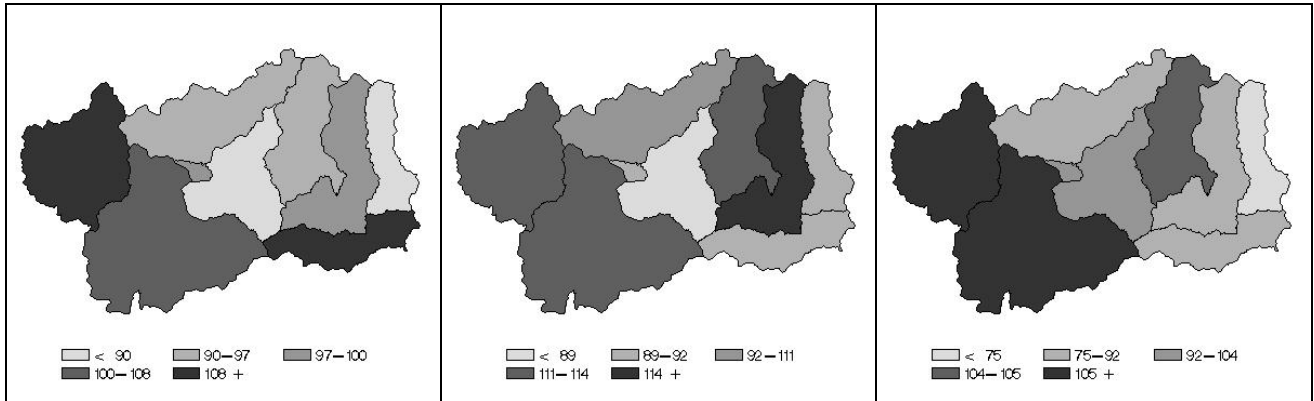 < 90 90–97 97–100
100–108 108 +
< 89 89–92 92–111
111–114 114 +
< 75 75–92 92–104
104–105 105 +